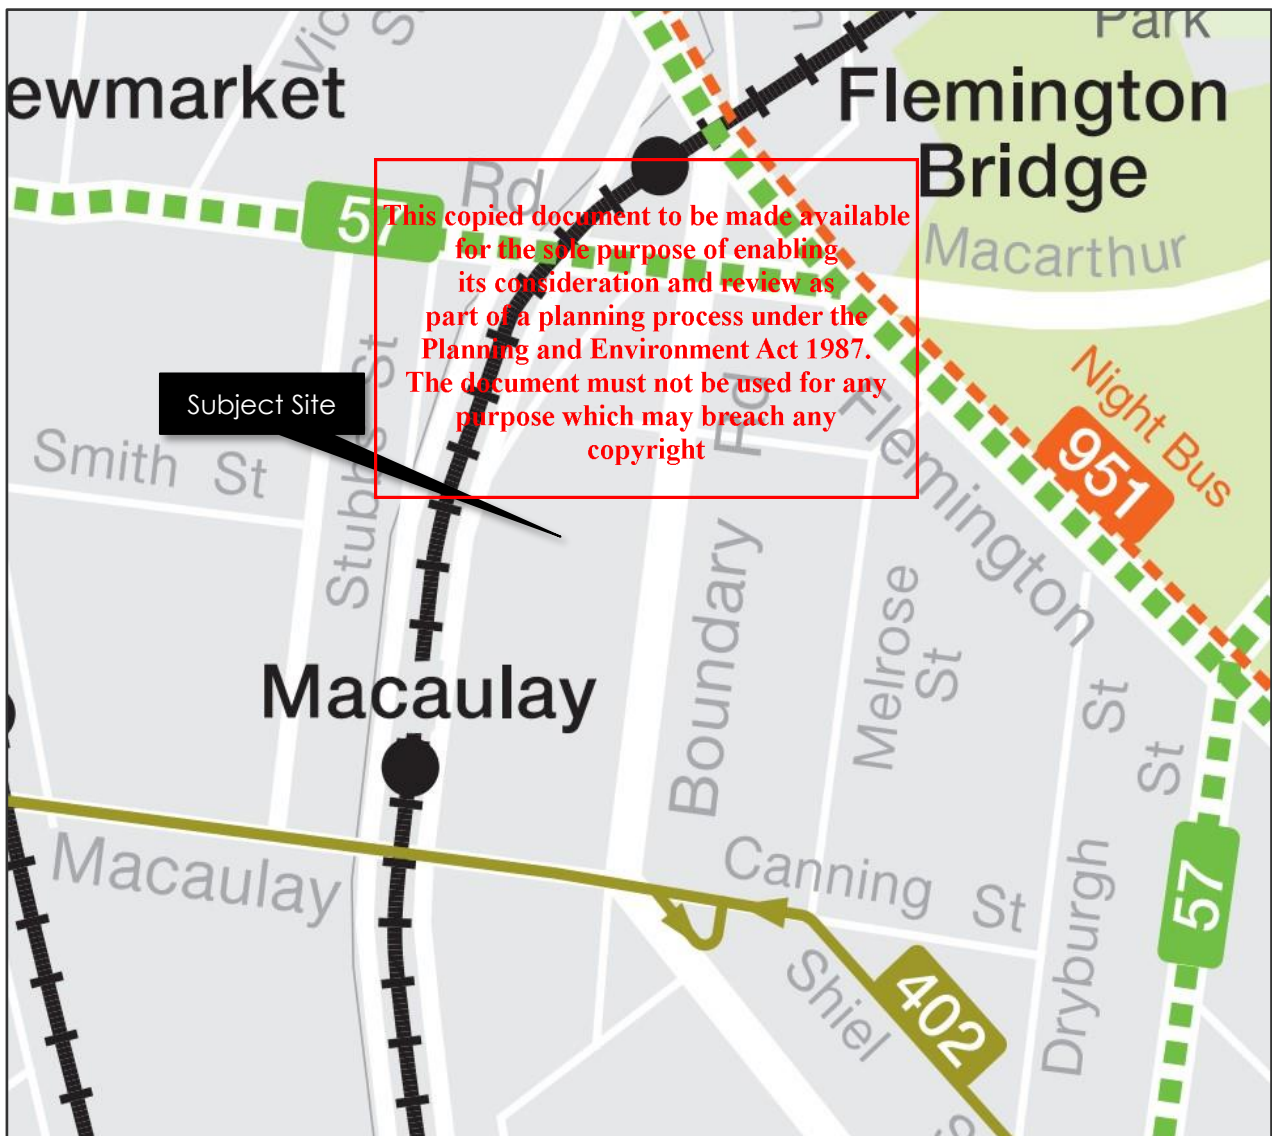 Park
Vic
S
ewmarket
Flemington
Bridge
Rd
57
Macarthur
This copied document to be made available
for the sole purpose of enabling
its consideration and review as
part of a planning process under the
Planning and Environment Act 1987.
The document must not be used for any
purpose which may breach any
copyright
Subject Site
Smith St
Stubbs St
Boundary Rd
Flemington
Night Bus
951
Melrose
St
St
St
Macaulay
Macaulay
Canning St
Shiel
402
Dryburgh
57
S